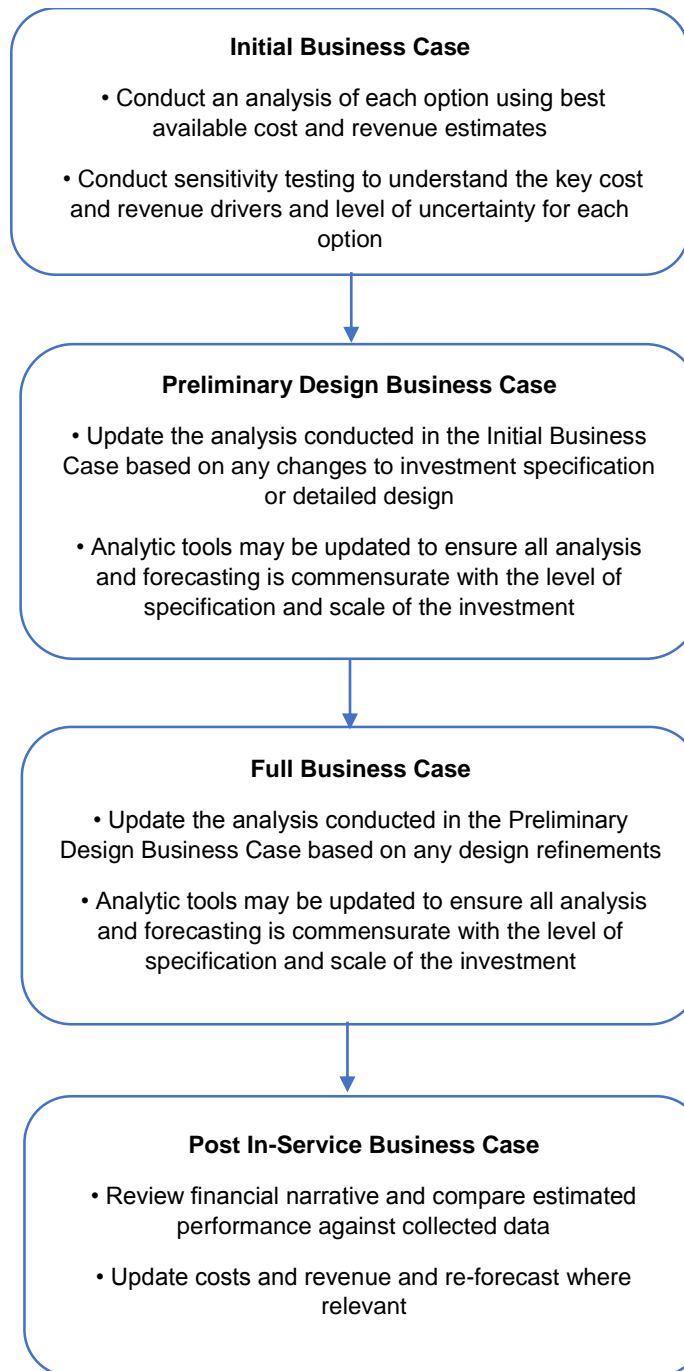 Initial Business Case
• Conduct an analysis of each option using best
available cost and revenue estimates
• Conduct sensitivity testing to understand the key cost
and revenue drivers and level of uncertainty for each
option
Preliminary Design Business Case
• Update the analysis conducted in the Initial Business
Case based on any changes to investment specification
or detailed design
• Analytic tools may be updated to ensure all analysis
and forecasting is commensurate with the level of
specification and scale of the investment
Full Business Case
• Update the analysis conducted in the Preliminary
Design Business Case based on any design refinements
• Analytic tools may be updated to ensure all analysis
and forecasting is commensurate with the level of
specification and scale of the investment
Post In-Service Business Case
• Review financial narrative and compare estimated
performance against collected data
• Update costs and revenue and re-forecast where
relevant